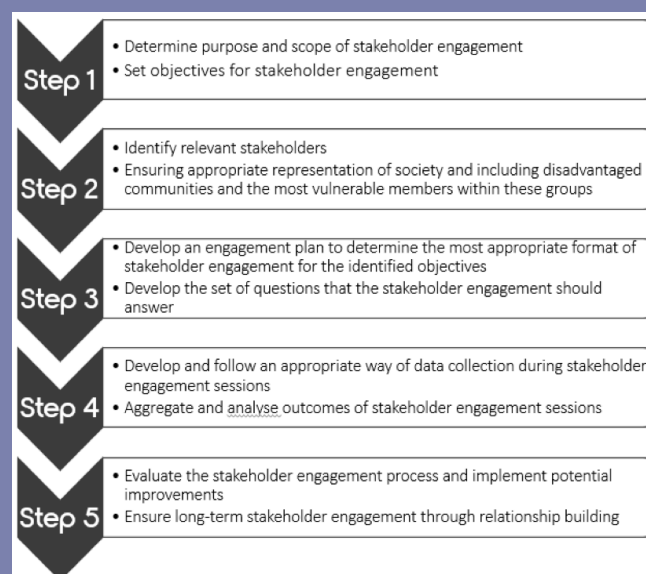 Step 1
• Determine purpose and scope of stakeholder engagement
• Set objectives for stakeholder engagement
Step 2
• Identify relevant stakeholders
• Ensuring appropriate representation of society and including disadvantaged
communities and the most vulnerable members within these groups
Step 3
• Develop an engagement plan to determine the most appropriate format of
stakeholder engagement for the identified objectives
• Develop the set of questions that the stakeholder engagement should
answer
Step 4
• Develop and follow an appropriate way of data collection during stakeholder
engagement sessions
• Aggregate and analyse outcomes of stakeholder engagement sessions
Step 5
• Evaluate the stakeholder engagement process and implement potential
improvements
• Ensure long-term stakeholder engagement through relationship building